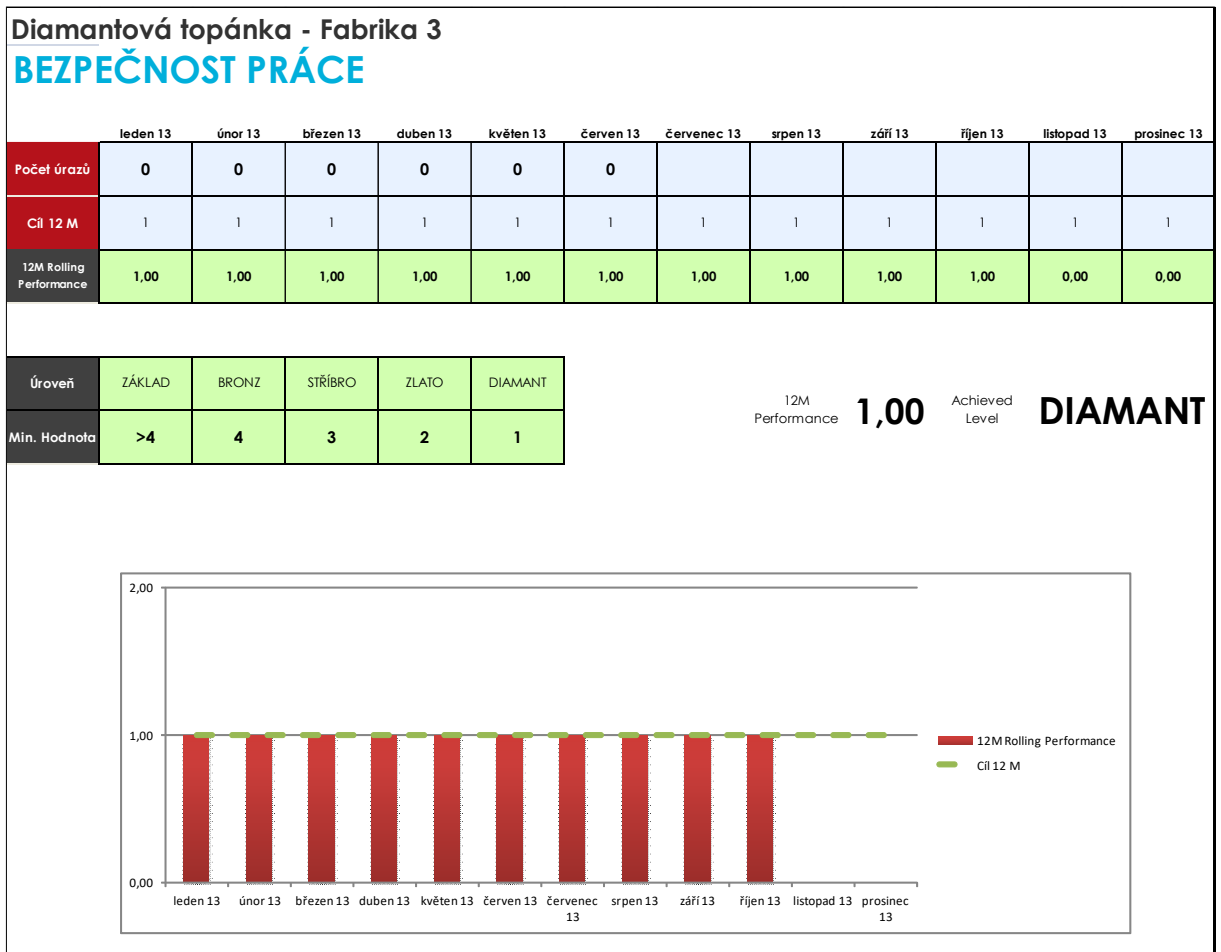 Diamantová topánka - Fabrika 3
BEZPEČNOST PRÁCE
leden 13 únor 13 březen 13 duben 13 květen 13 červen 13 červenec 13 srpen 13 září 13 říjen 13 listopad 13 prosinec 13
Počet úrazů 0 0 0 0 0 0
Cíl 12 M 1 1 1 1 1 1 1 1 1 1 1 1
12M Rolling
Performance 1,00 1,00 1,00 1,00 1,00 1,00 1,00 1,00 1,00 1,00 0,00 0,00
Úroveň ZÁKLAD BRONZ STŘÍBRO ZLATO DIAMANT
Min. Hodnota >4 4 3 2 1
12M
Performance 1,00 Achieved
Level DIAMANT
2,00
1,00
0,00
leden 13 únor 13 březen 13 duben 13 květen 13 červen 13 červenec
13 srpen 13 září 13 říjen 13 listopad 13 prosinec
13
12M Rolling Performance
Cíl 12 M